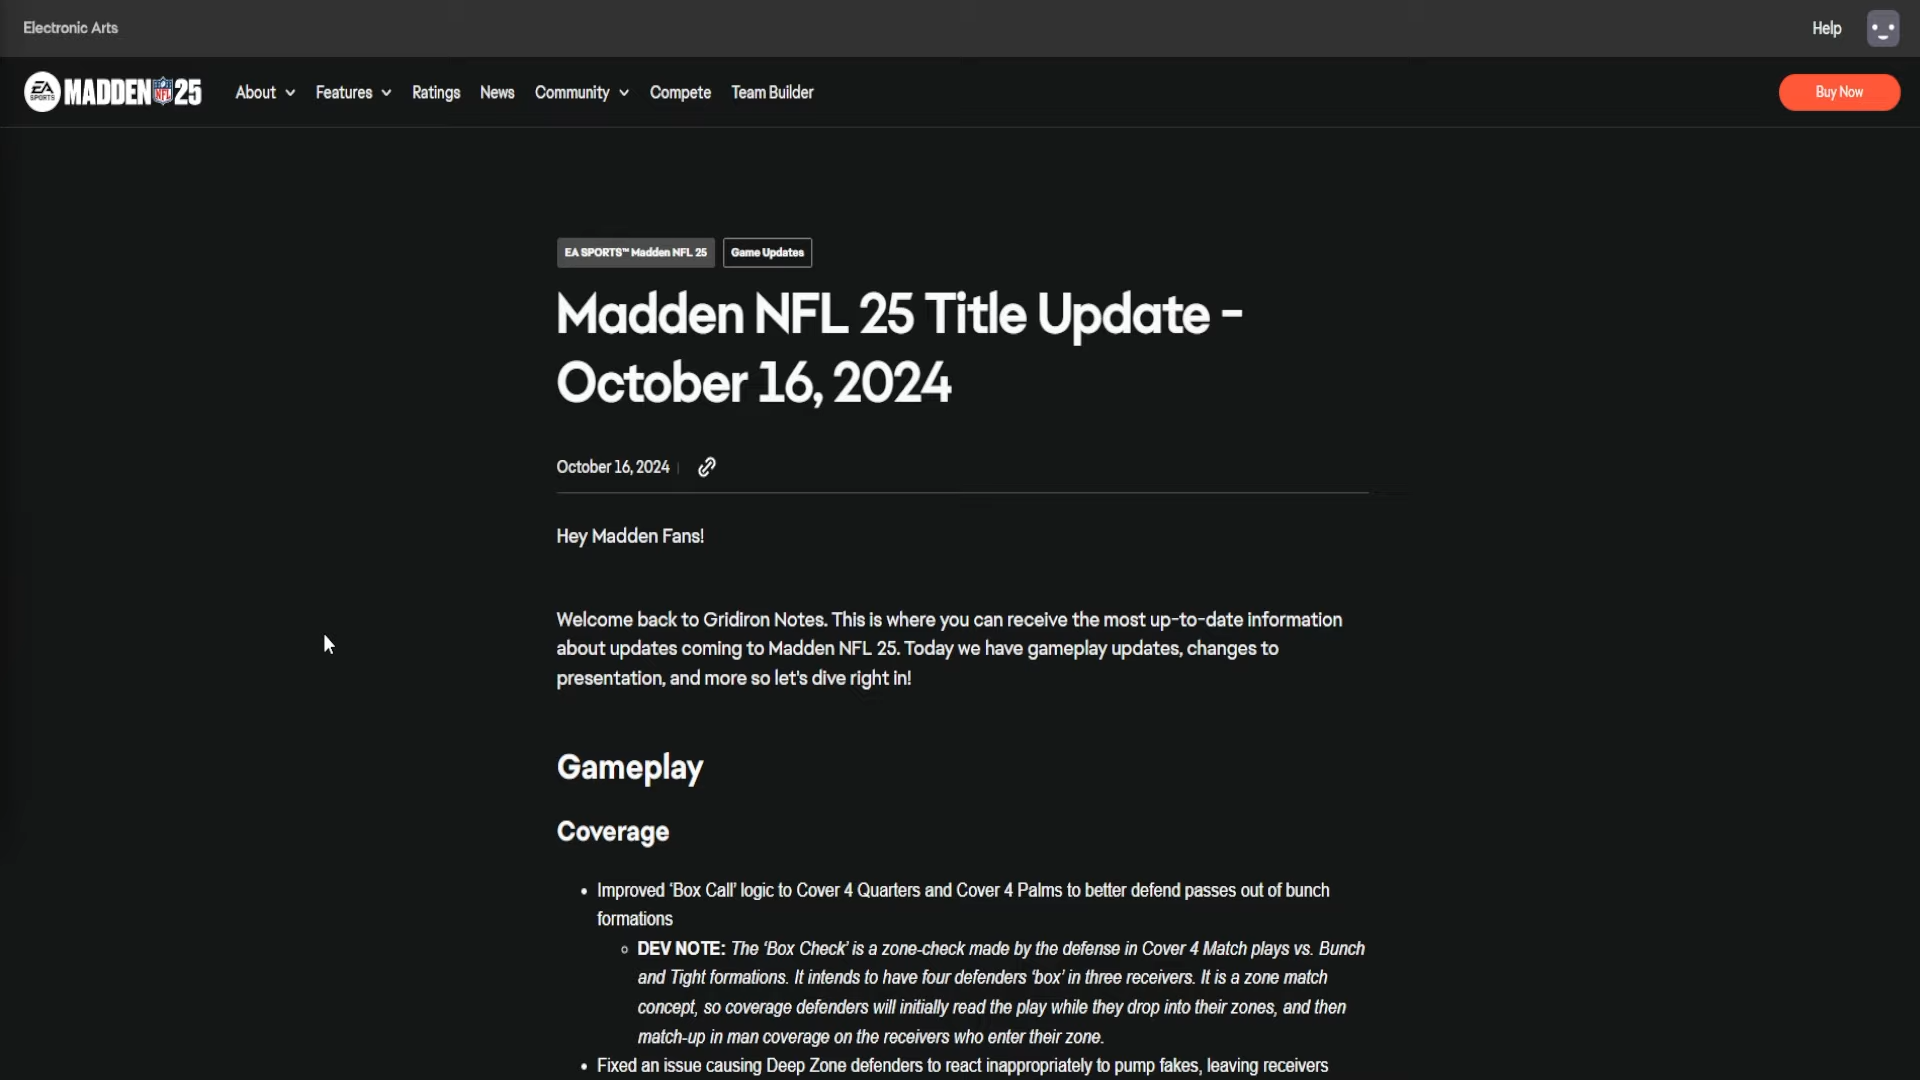 Electronic Arts
Help
EA SPORTS MADDEN NFL 25
About
Features
Ratings
News
Community
Compete
Team Builder
Buy Now
EA SPORTS™ Madden NFL 25
Game Updates
Madden NFL 25 Title Update -
October 16, 2024
October 16, 2024
Hey Madden Fans!
Welcome back to Gridiron Notes. This is where you can receive the most up-to-date information
about updates coming to Madden NFL 25. Today we have gameplay updates, changes to
presentation, and more so let's dive right in!
Gameplay
Coverage
• Improved 'Box Call' logic to Cover 4 Quarters and Cover 4 Palms to better defend passes out of bunch
formations
○ DEV NOTE: The 'Box Check' is a zone-check made by the defense in Cover 4 Match plays vs. Bunch
and Tight formations. It intends to have four defenders 'box' in three receivers. It is a zone match
concept, so coverage defenders will initially read the play while they drop into their zones, and then
match-up in man coverage on the receivers who enter their zone.
• Fixed an issue causing Deep Zone defenders to react inappropriately to pump fakes, leaving receivers